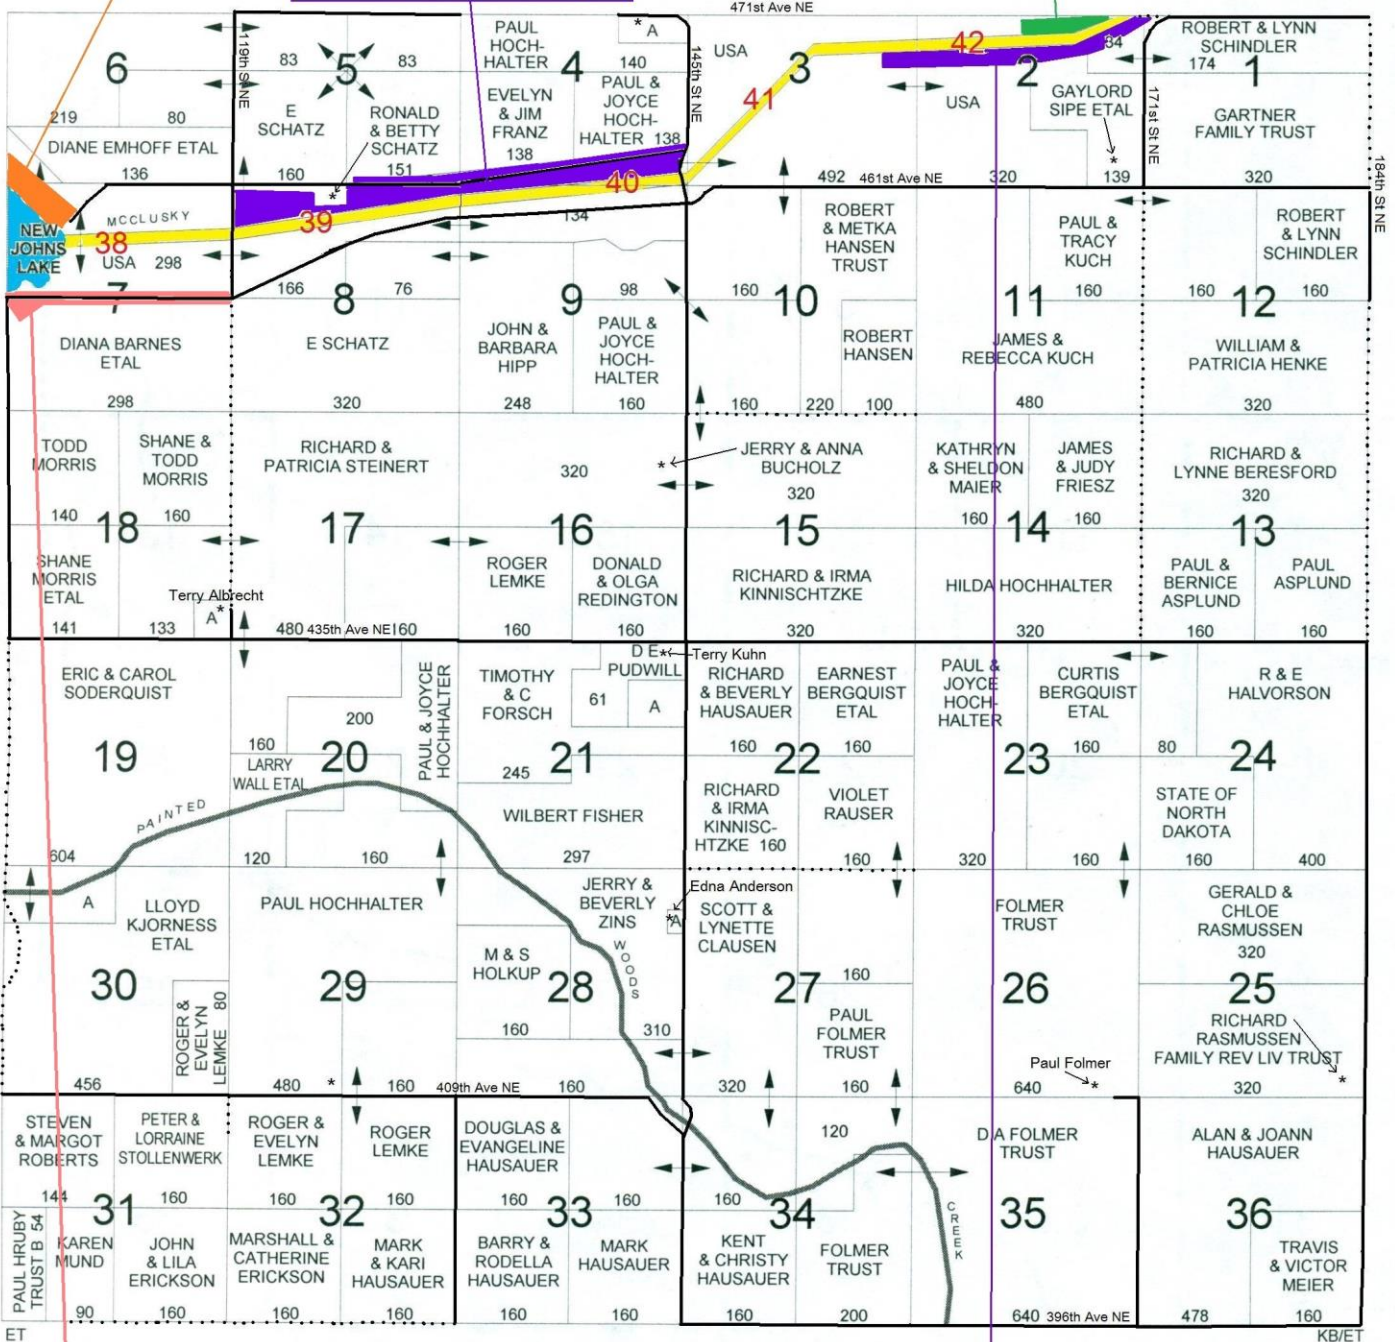 471st Ave NE
6
219
80
DIANE EMHOFF ETAL
136
119th St NE
83
5
83
E
SCHATZ
160
RONALD
& BETTY
SCHATZ
151
PAUL
HOCH-
HALTER
4
* A
140
EVELYN
& JIM
FRANZ
138
PAUL &
JOYCE
HOCH-
HALTER
138
145th St NE
USA
3
41
492
461st Ave NE
42
34
2
USA
GAYLORD
SIPE ETAL
*
320
139
171st St NE
ROBERT & LYNN
SCHINDLER
174
1
GARTNER
FAMILY TRUST
320
184th St NE
NEW
JOHNS
LAKE
MCCLUSKY
38
USA 298
7
DIANA BARNES
ETAL
298
*
39
166
8
76
E SCHATZ
320
40
134
9
98
JOHN &
BARBARA
HIPP
248
PAUL &
JOYCE
HOCH-
HALTER
160
ROBERT
& METKA
HANSEN
TRUST
160
10
ROBERT
HANSEN
160
220
100
PAUL &
TRACY
KUCH
11
160
JAMES &
REBECCA KUCH
480
ROBERT
& LYNN
SCHINDLER
160
12
160
WILLIAM &
PATRICIA HENKE
320
TODD
MORRIS
140
SHANE &
TODD
MORRIS
160
18
SHANE
MORRIS
ETAL
141
Terry Albrecht
A*
133
RICHARD &
PATRICIA STEINERT
17
480
435th Ave NE
160
320
*
16
ROGER
LEMKE
160
DONALD
& OLGA
REDINGTON
160
JERRY & ANNA
BUCHOLZ
320
15
RICHARD & IRMA
KINNISCHTZKE
320
KATHRYN
& SHELDON
MAIER
160
JAMES
& JUDY
FRIESZ
160
14
HILDA HOCHHALTER
320
RICHARD &
LYNNE BERESFORD
320
13
PAUL &
BERNICE
ASPLUND
160
PAUL
ASPLUND
160
ERIC & CAROL
SODERQUIST
19
PAINTED
604
200
160
20
LARRY
WALL ETAL
120
160
PAUL & JOYCE
HOCHHALTER
TIMOTHY
& C
FORSCH
245
D E *
PUDWILL
61
A
Terry Kuhn
21
WILBERT FISHER
297
RICHARD
& BEVERLY
HAUSAUER
160
EARNEST
BERGQUIST
ETAL
160
22
RICHARD
& IRMA
KINNISC-
HTZKE 160
VIOLET
RAUSER
160
PAUL &
JOYCE
HOCH-
HALTER
320
CURTIS
BERGQUIST
ETAL
160
23
160
R & E
HALVORSON
80
24
STATE OF
NORTH
DAKOTA
160
400
A
LLOYD
KJORNESS
ETAL
30
ROGER &
EVELYN
LEMKE 80
456
PAUL HOCHHALTER
29
480
*
160
409th Ave NE
JERRY &
BEVERLY
ZINS
Edna Anderson
*A
M & S
HOLKUP
28
WOODS
160
310
160
SCOTT &
LYNETTE
CLAUSEN
27
160
PAUL
FOLMER
TRUST
320
160
FOLMER
TRUST
26
Paul Folmer
640
*
GERALD &
CHLOE
RASMUSSEN
320
25
RICHARD
RASMUSSEN
FAMILY REV LIV TRUST
320
*
STEVEN
& MARGOT
ROBERTS
144
PETER &
LORRAINE
STOLLENWERK
160
31
PAUL HRUBY
TRUST B 54
KAREN
MUND
90
JOHN
& LILA
ERICKSON
160
ROGER &
EVELYN
LEMKE
160
ROGER
LEMKE
160
32
MARSHALL &
CATHERINE
ERICKSON
160
MARK
& KARI
HAUSAUER
160
DOUGLAS &
EVANGELINE
HAUSAUER
160
160
33
BARRY &
RODELLA
HAUSAUER
160
MARK
HAUSAUER
160
120
160
34
KENT
& CHRISTY
HAUSAUER
160
FOLMER
TRUST
200
CREEK
D A FOLMER
TRUST
35
640
396th Ave NE
ALAN & JOANN
HAUSAUER
36
TRAVIS
& VICTOR
MEIER
478
160
ET
KB/ET